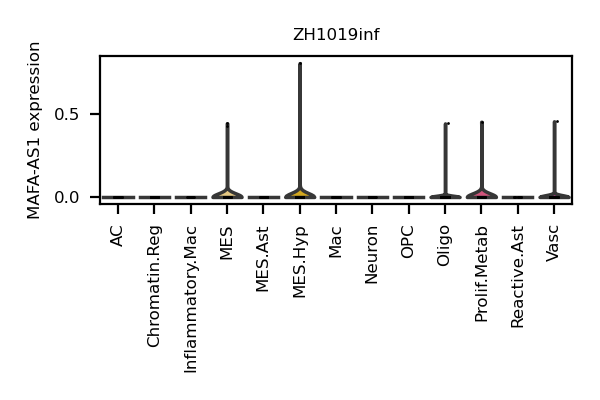 ZH1019inf
MAFA-AS1 expression
0.5
0.0
AC
Chromatin.Reg
Inflammatory.Mac
MES
MES.Ast
MES.Hyp
Mac
Neuron
OPC
Oligo
Prolif.Metab
Reactive.Ast
Vasc